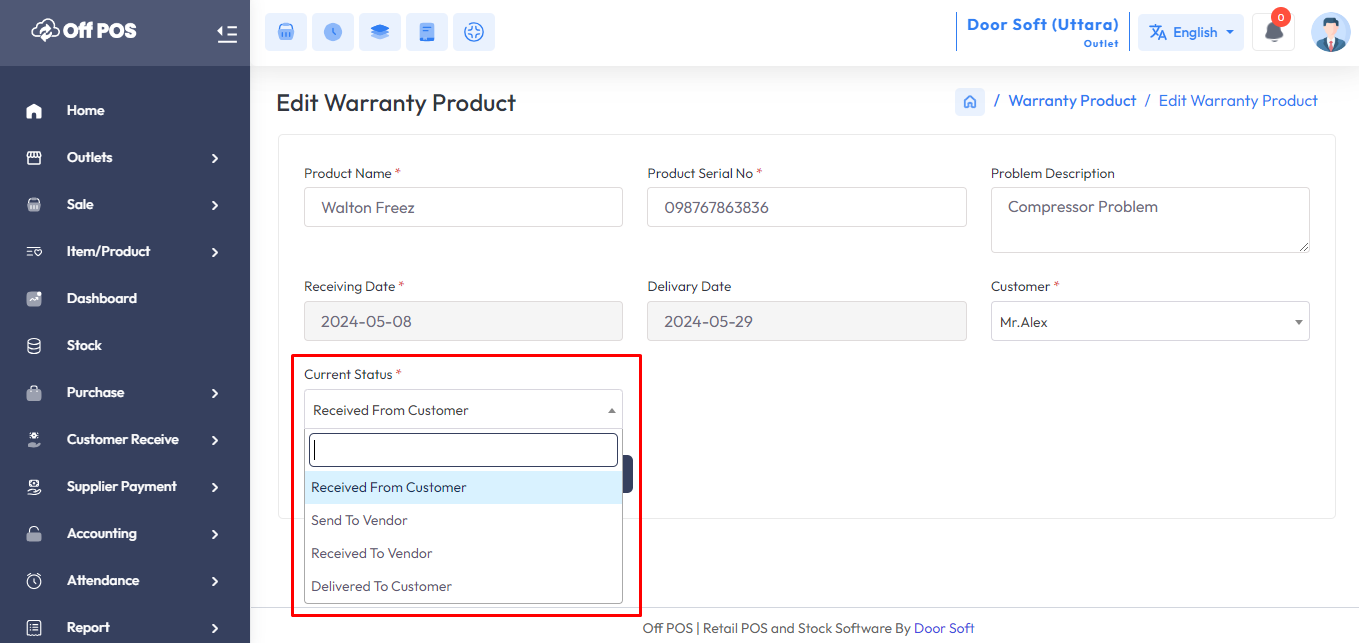 Off POS
Door Soft (Uttara)
Outlet
English
0
Home
Outlets
Sale
Item/Product
Dashboard
Stock
Purchase
Customer Receive
Supplier Payment
Accounting
Attendance
Report
Edit Warranty Product
/ Warranty Product / Edit Warranty Product
Product Name *
Walton Freez
Product Serial No *
098767863836
Problem Description
Compressor Problem
Receiving Date *
2024-05-08
Delivary Date
2024-05-29
Customer *
Mr.Alex
Current Status *
Received From Customer
Received From Customer
Send To Vendor
Received To Vendor
Delivered To Customer
Off POS | Retail POS and Stock Software By Door Soft